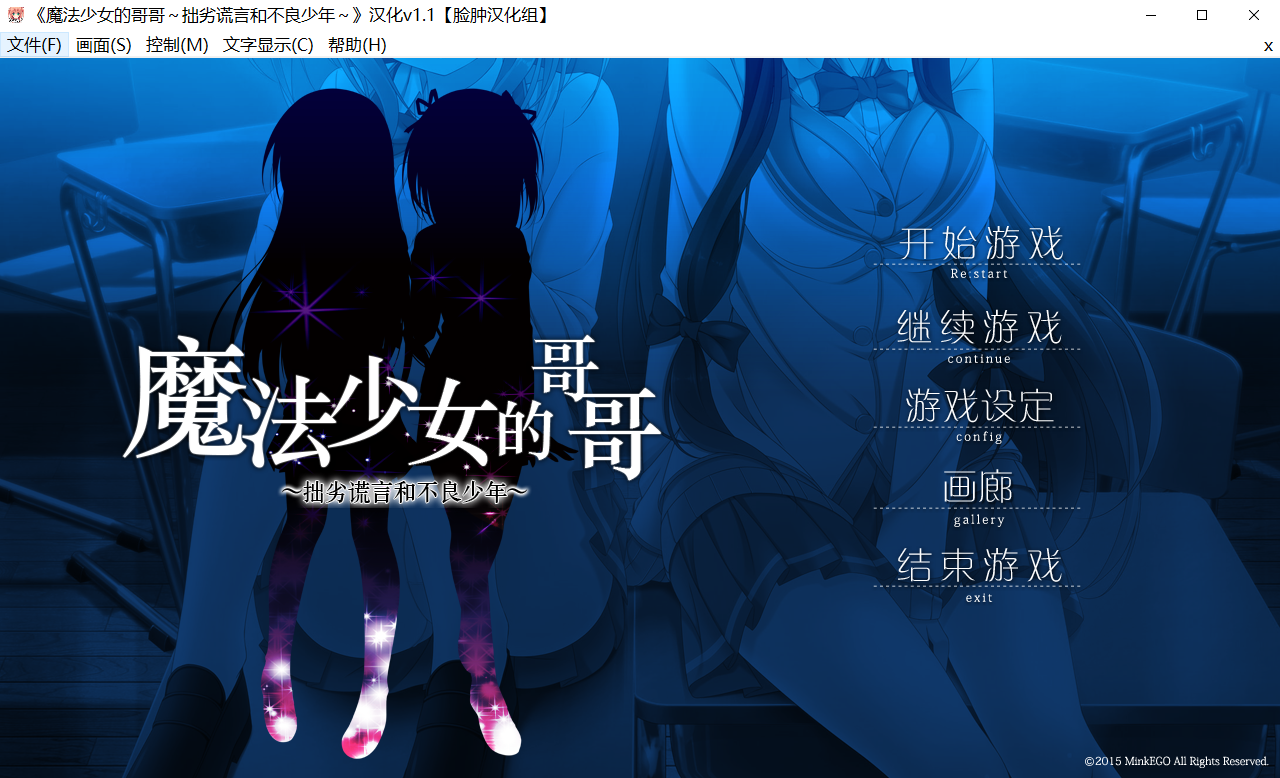 《魔法少女的哥哥～拙劣谎言和不良少年～》汉化v1.1【脸肿汉化组】
文件(F) 画面(S) 控制(M) 文字显示(C) 帮助(H) x
魔法少女的哥哥
～拙劣谎言和不良少年～
开始游戏
Re:start
继续游戏
continue
游戏设定
config
画廊
gallery
结束游戏
exit
©2015 MinkEGO All Rights Reserved.